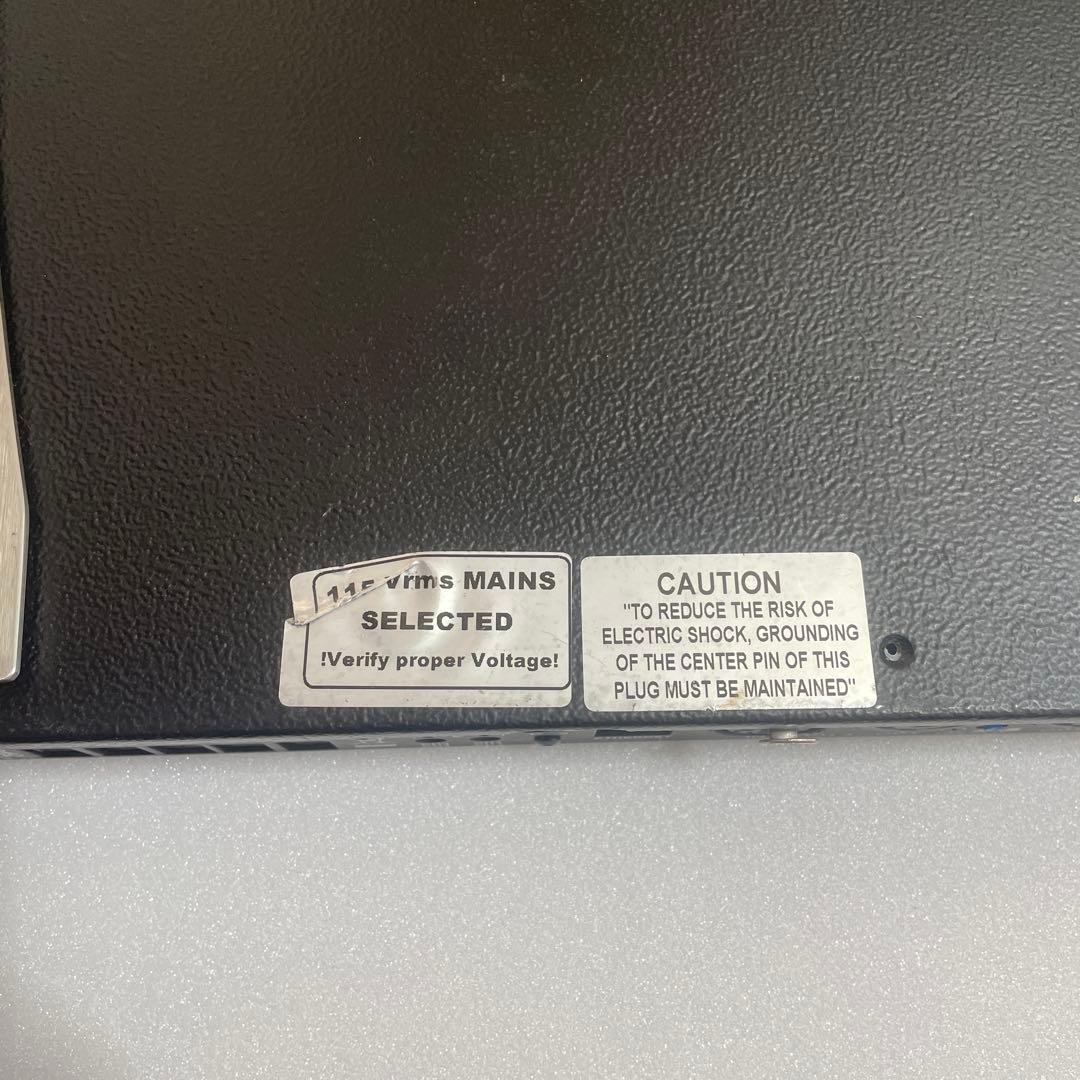 115 Vrms MAINS
SELECTED
!Verify proper Voltage!
CAUTION
"TO REDUCE THE RISK OF
ELECTRIC SHOCK, GROUNDING
OF THE CENTER PIN OF THIS
PLUG MUST BE MAINTAINED"